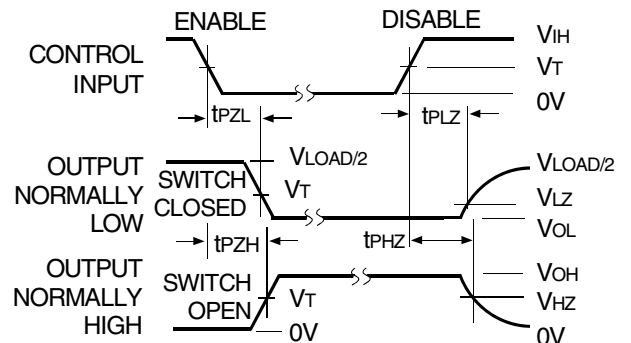 ENABLE
DISABLE
CONTROL
INPUT
VIH
VT
0V
tPZL
tPLZ
OUTPUT
NORMALLY
LOW
SWITCH
CLOSED
VLOAD/2
VT
VLOAD/2
VLZ
VOL
tPZH
tPHZ
OUTPUT
NORMALLY
HIGH
SWITCH
OPEN
VT
0V
VOH
VHZ
0V